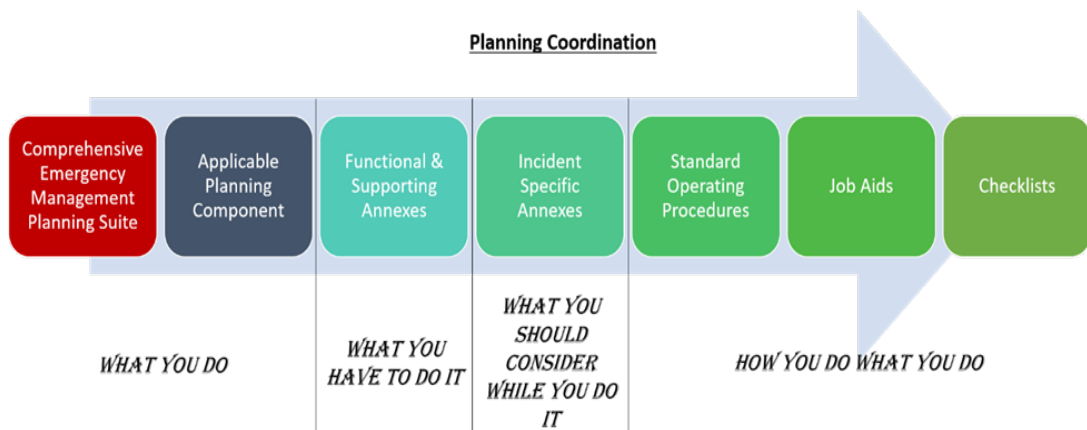 Planning Coordination
Comprehensive
Emergency
Management
Planning Suite
Applicable
Planning
Component
Functional &
Supporting
Annexes
Incident
Specific
Annexes
Standard
Operating
Procedures
Job Aids
Checklists
WHAT YOU DO
WHAT YOU
HAVE TO DO IT
WHAT YOU
SHOULD
CONSIDER
WHILE YOU DO
IT
HOW YOU DO WHAT YOU DO